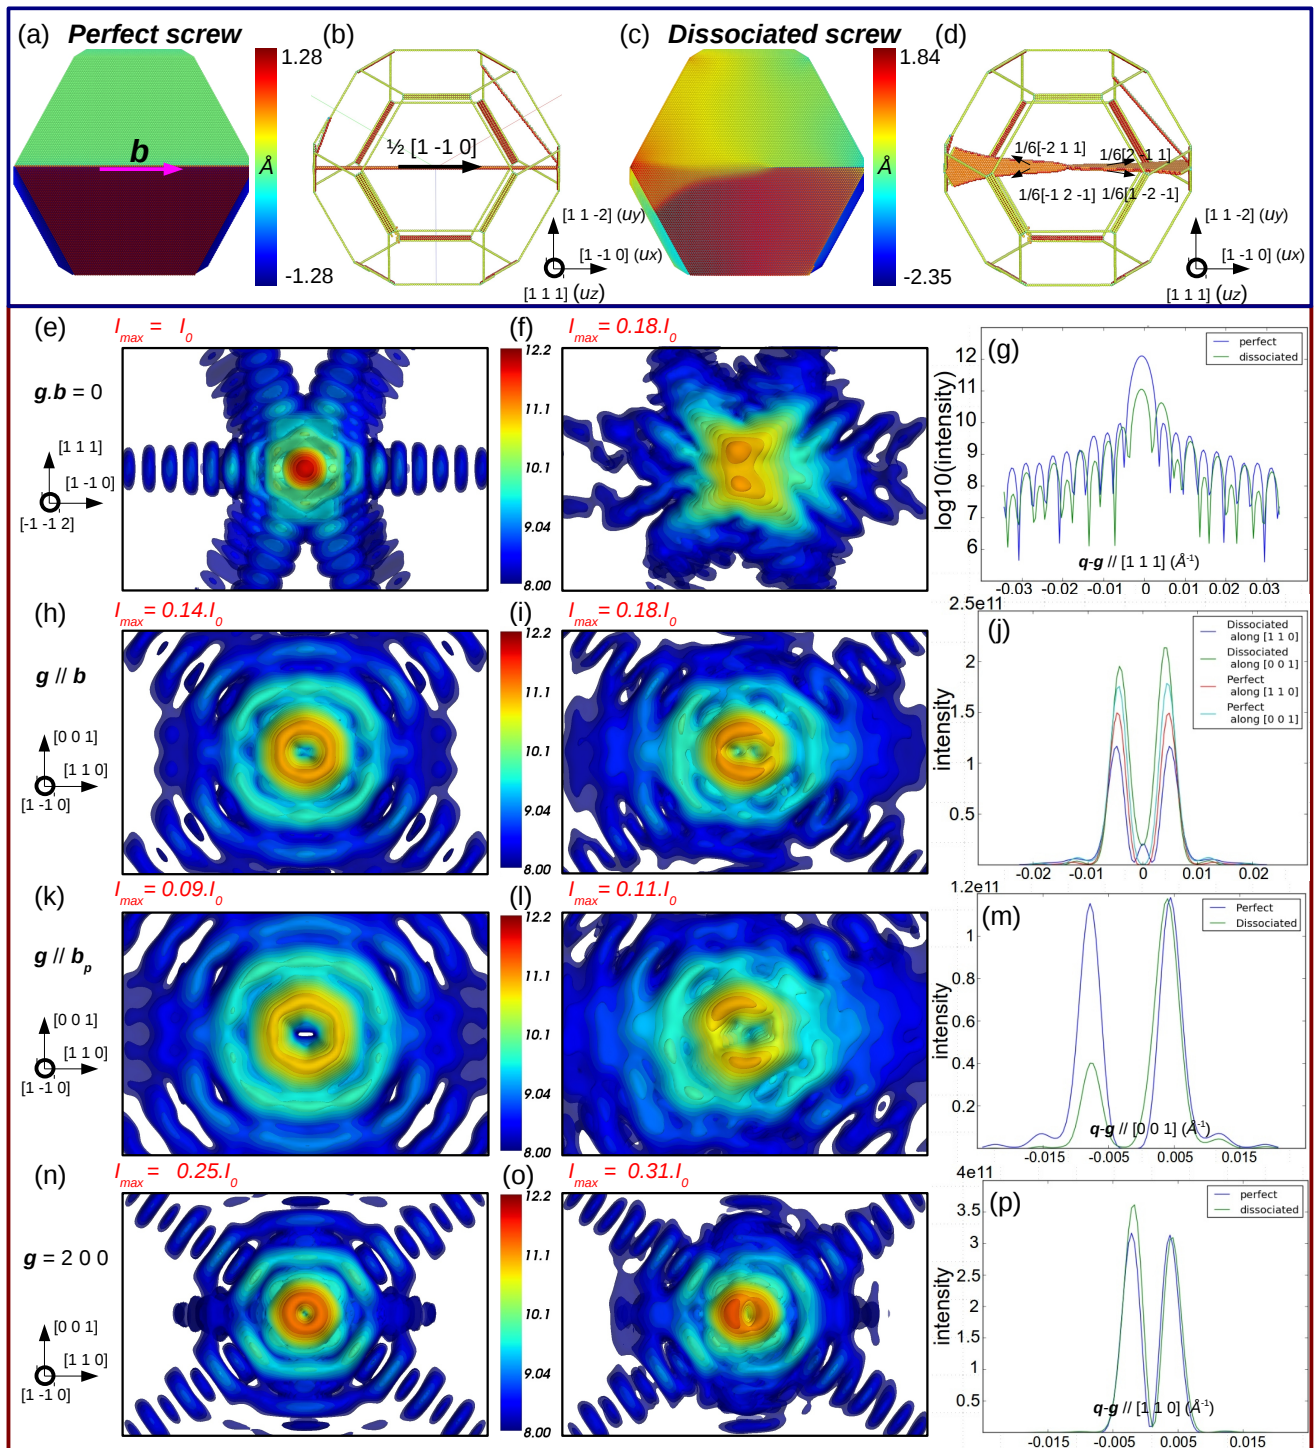 (a) Perfect screw
(b)
(c) Dissociated screw
(d)
1.28
Å
-1.28
b
½ [1 -1 0]
[1 1 -2] (uy)
[1 -1 0] (ux)
[1 1 1] (uz)
1.84
Å
-2.35
1/6[-2 1 1]
1/6[2 -1 1]
1/6[-1 2 -1]
1/6[1 -2 -1]
[1 1 -2] (uy)
[1 -1 0] (ux)
[1 1 1] (uz)
(e) Imax = I0
(f) Imax = 0.18.I0
(g)
g.b = 0
[1 1 1]
[1 -1 0]
[-1 -1 2]
12.2
11.1
10.1
9.04
8.00
perfect
dissociated
log10(intensity)
12
11
10
9
8
7
6
q-g // [1 1 1] (Å-1)
-0.03 -0.02 -0.01 0 0.01 0.02 0.03
(h) Imax = 0.14.I0
(i) Imax = 0.18.I0
(j)
g // b
[0 0 1]
[1 1 0]
[1 -1 0]
12.2
11.1
10.1
9.04
8.00
2.5e11
Dissociated
along [1 1 0]
Dissociated
along [0 0 1]
Perfect
along [1 1 0]
Perfect
along [0 0 1]
intensity
2
1.5
1
0.5
-0.02 -0.01 0 0.01 0.02
(k) Imax = 0.09.I0
(l) Imax = 0.11.I0
(m)
g // bp
[0 0 1]
[1 1 0]
[1 -1 0]
12.2
11.1
10.1
9.04
8.00
1.2e11
Perfect
Dissociated
intensity
1
0.8
0.6
0.4
0.2
q-g // [0 0 1] (Å-1)
-0.015 -0.005 0.005 0.015
(n) Imax = 0.25.I0
(o) Imax = 0.31.I0
(p)
g = 2 0 0
[0 0 1]
[1 1 0]
[1 -1 0]
12.2
11.1
10.1
9.04
8.00
4e11
perfect
dissociated
intensity
3.5
3
2.5
2
1.5
1
0.5
q-g // [1 1 0] (Å-1)
-0.015 -0.005 0.005 0.015